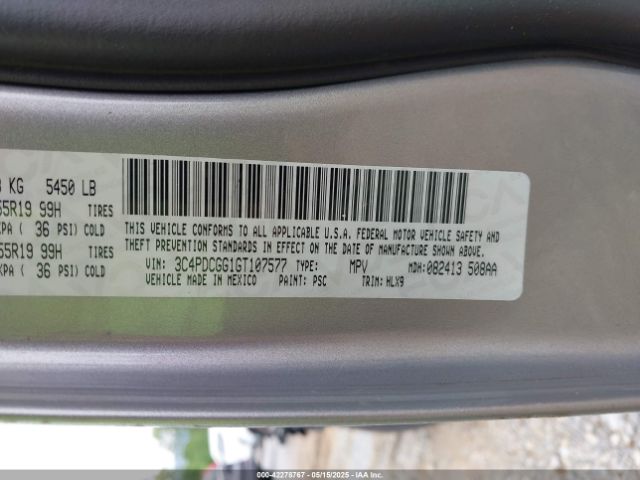 KG 5450 LB
55R19 99H TIRES
KPA ( 36 PSI) COLD
55R19 99H TIRES
KPA ( 36 PSI) COLD
THIS VEHICLE CONFORMS TO ALL APPLICABLE U.S.A. FEDERAL MOTOR VEHICLE SAFETY AND
THEFT PREVENTION STANDARDS IN EFFECT ON THE DATE OF MANUFACTURE SHOWN ABOVE.
VIN: 3C4PDCGG1GT107577 TYPE: MPV MDH: 082413 508AA
VEHICLE MADE IN MEXICO PAINT: PSC TRIM: HLX9
000-42278767 - 05/15/2025 - IAA Corp.